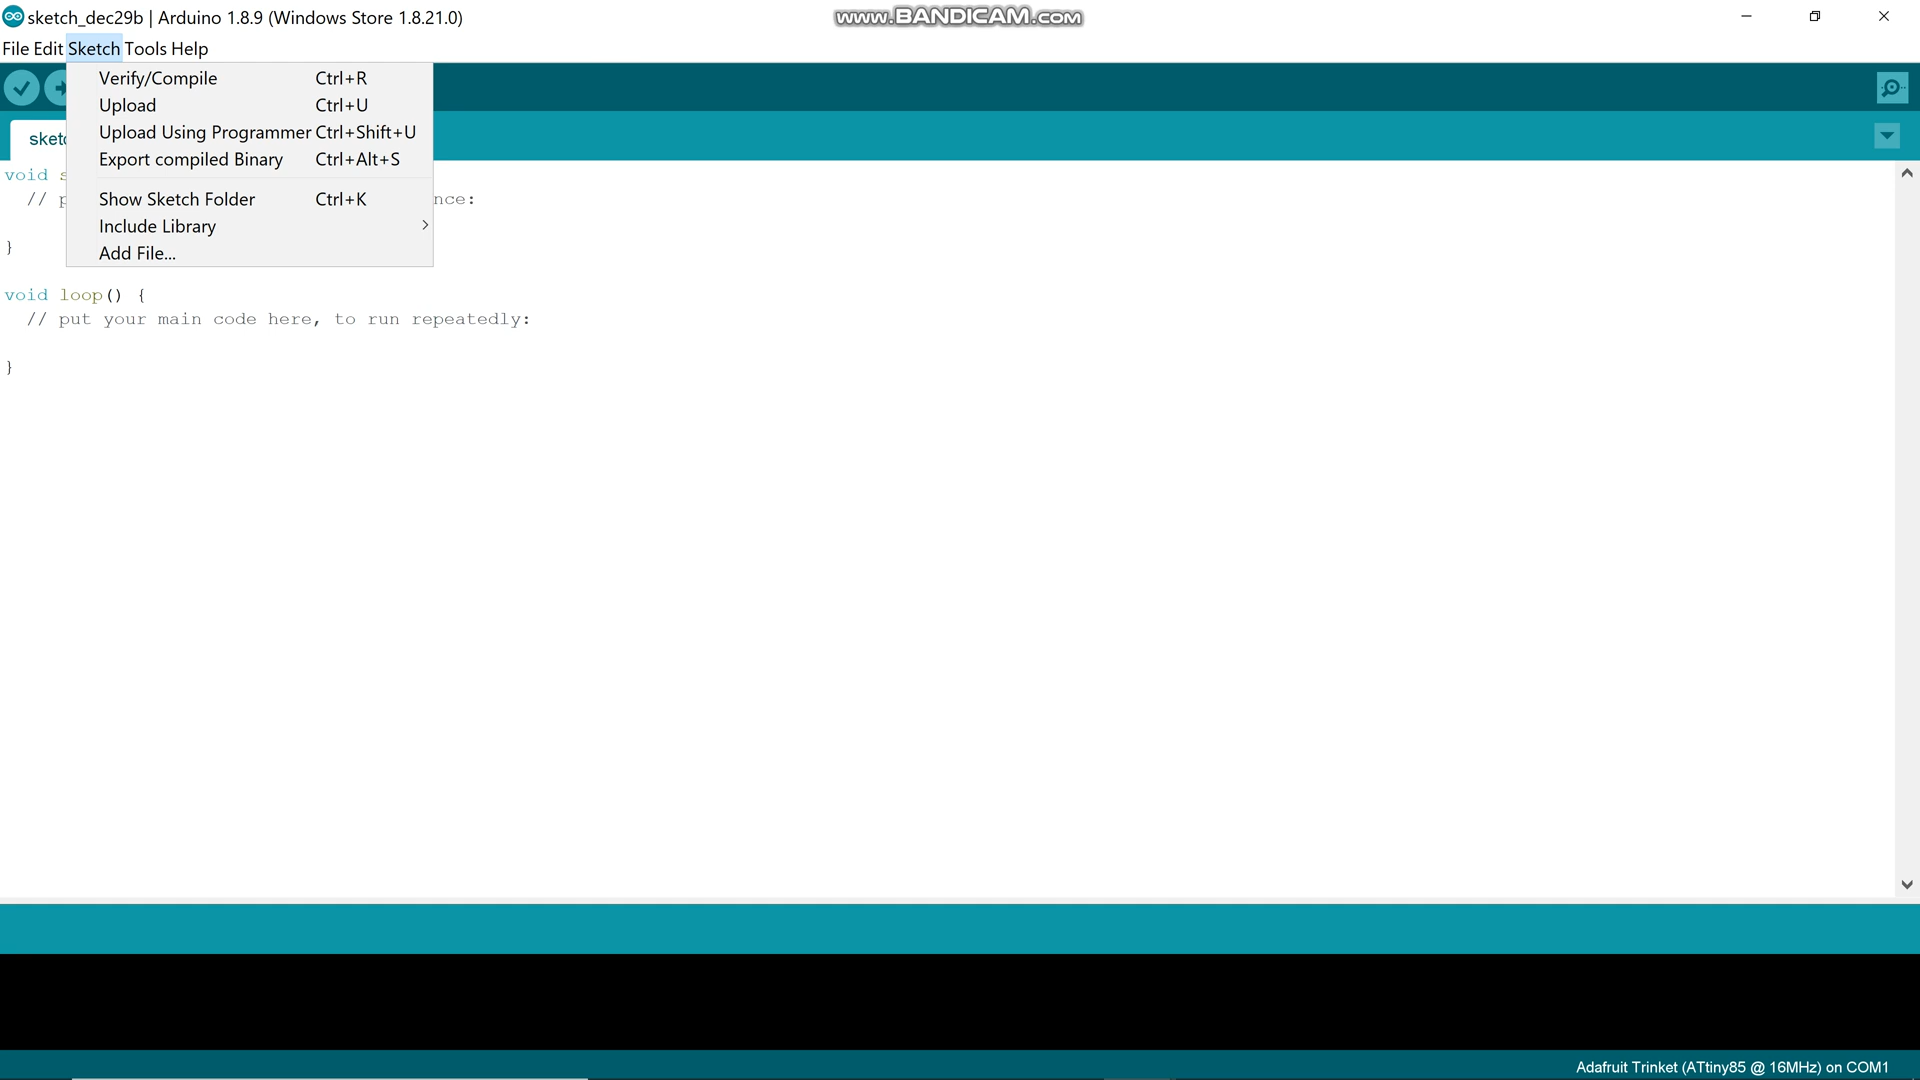 sketch_dec29b | Arduino 1.8.9 (Windows Store 1.8.21.0)
www.BANDICAM.com
File Edit Sketch Tools Help
Verify/Compile Ctrl+R
Upload Ctrl+U
Upload Using Programmer Ctrl+Shift+U
Export compiled Binary Ctrl+Alt+S
Show Sketch Folder Ctrl+K
Include Library
Add File...
void
//
nce:
}
void loop() {
// put your main code here, to run repeatedly:
}
Adafruit Trinket (ATtiny85 @ 16MHz) on COM1